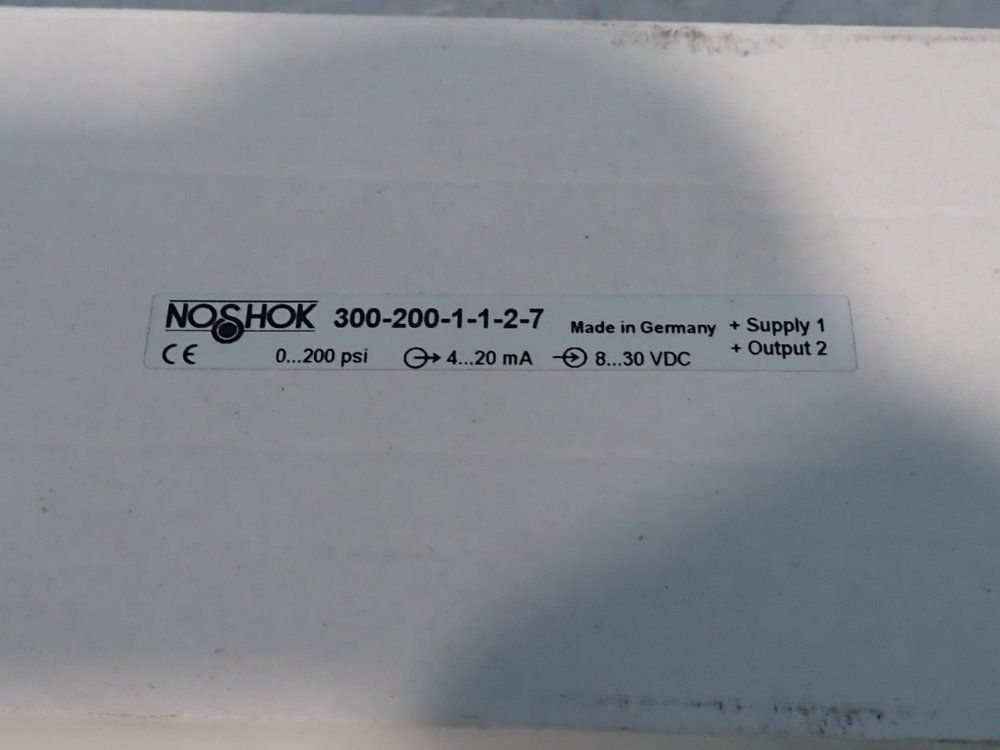 NOSHOK 300-200-1-1-2-7 Made in Germany + Supply 1
CE 0...200 psi 4...20 mA 8...30 VDC + Output 2